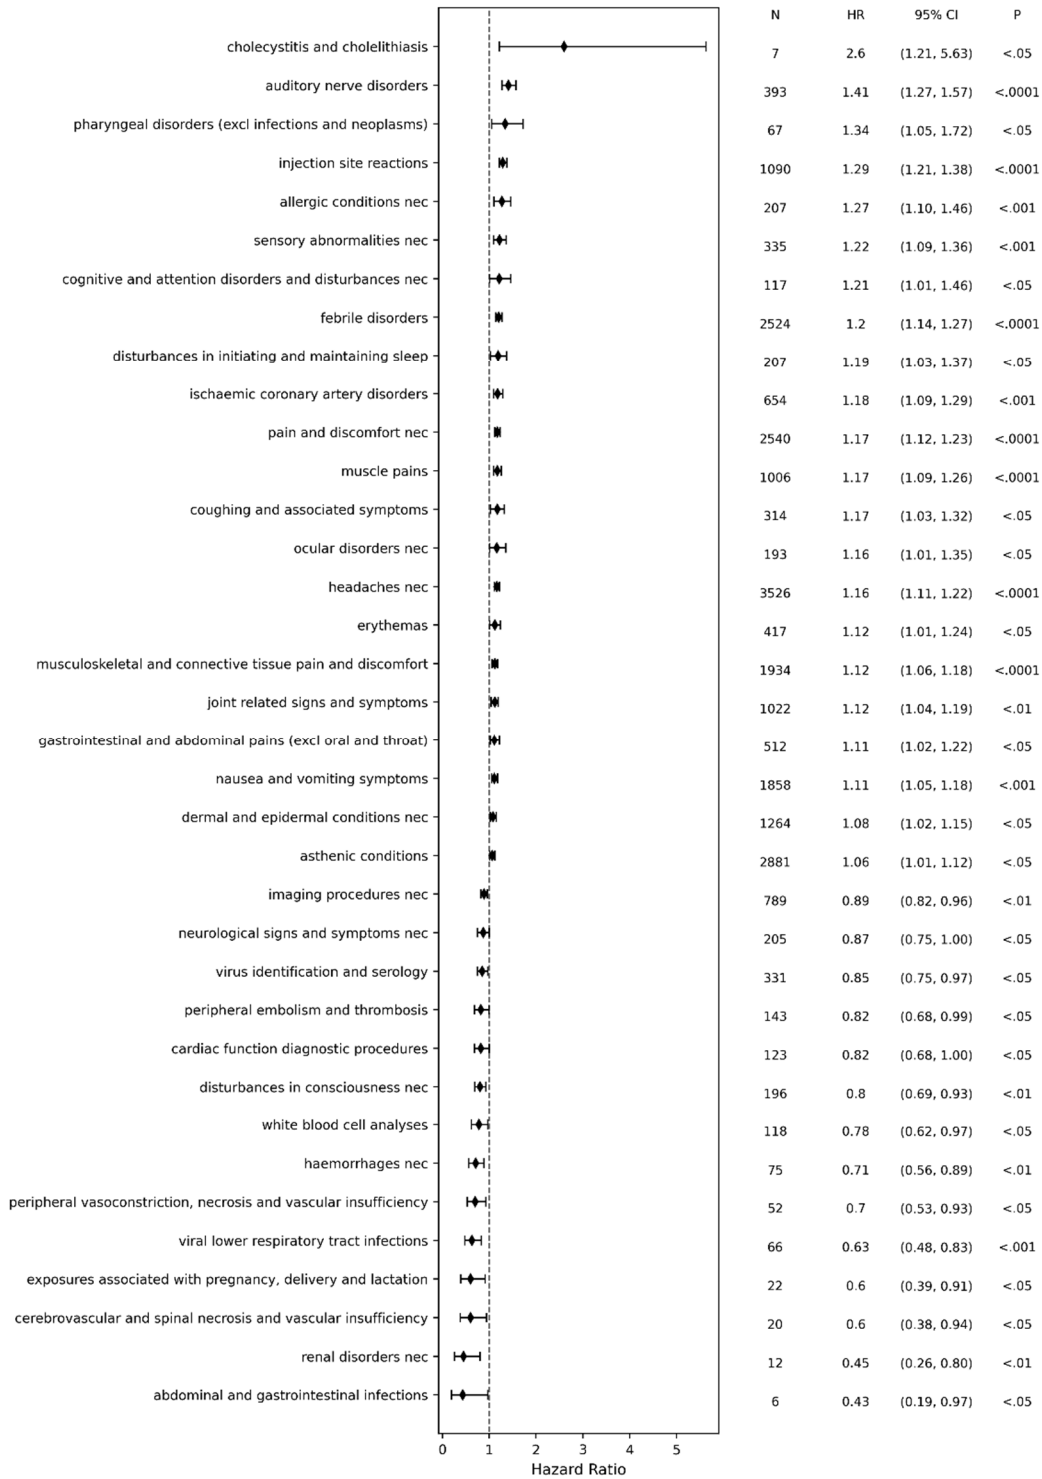 N HR 95% CI P
cholecystitis and cholelithiasis 7 2.6 (1.21, 5.63) <.05
auditory nerve disorders 393 1.41 (1.27, 1.57) <.0001
pharyngeal disorders (excl infections and neoplasms) 67 1.34 (1.05, 1.72) <.05
injection site reactions 1090 1.29 (1.21, 1.38) <.0001
allergic conditions nec 207 1.27 (1.10, 1.46) <.001
sensory abnormalities nec 335 1.22 (1.09, 1.36) <.001
cognitive and attention disorders and disturbances nec 117 1.21 (1.01, 1.46) <.05
febrile disorders 2524 1.2 (1.14, 1.27) <.0001
disturbances in initiating and maintaining sleep 207 1.19 (1.03, 1.37) <.05
ischaemic coronary artery disorders 654 1.18 (1.09, 1.29) <.001
pain and discomfort nec 2540 1.17 (1.12, 1.23) <.0001
muscle pains 1006 1.17 (1.09, 1.26) <.0001
coughing and associated symptoms 314 1.17 (1.03, 1.32) <.05
ocular disorders nec 193 1.16 (1.01, 1.35) <.05
headaches nec 3526 1.16 (1.11, 1.22) <.0001
erythemas 417 1.12 (1.01, 1.24) <.05
musculoskeletal and connective tissue pain and discomfort 1934 1.12 (1.06, 1.18) <.0001
joint related signs and symptoms 1022 1.12 (1.04, 1.19) <.01
gastrointestinal and abdominal pains (excl oral and throat) 512 1.11 (1.02, 1.22) <.05
nausea and vomiting symptoms 1858 1.11 (1.05, 1.18) <.001
dermal and epidermal conditions nec 1264 1.08 (1.02, 1.15) <.05
asthenic conditions 2881 1.06 (1.01, 1.12) <.05
imaging procedures nec 789 0.89 (0.82, 0.96) <.01
neurological signs and symptoms nec 205 0.87 (0.75, 1.00) <.05
virus identification and serology 331 0.85 (0.75, 0.97) <.05
peripheral embolism and thrombosis 143 0.82 (0.68, 0.99) <.05
cardiac function diagnostic procedures 123 0.82 (0.68, 1.00) <.05
disturbances in consciousness nec 196 0.8 (0.69, 0.93) <.01
white blood cell analyses 118 0.78 (0.62, 0.97) <.05
haemorrhages nec 75 0.71 (0.56, 0.89) <.01
peripheral vasoconstriction, necrosis and vascular insufficiency 52 0.7 (0.53, 0.93) <.05
viral lower respiratory tract infections 66 0.63 (0.48, 0.83) <.001
exposures associated with pregnancy, delivery and lactation 22 0.6 (0.39, 0.91) <.05
cerebrovascular and spinal necrosis and vascular insufficiency 20 0.6 (0.38, 0.94) <.05
renal disorders nec 12 0.45 (0.26, 0.80) <.01
abdominal and gastrointestinal infections 6 0.43 (0.19, 0.97) <.05
0 1 2 3 4 5
Hazard Ratio